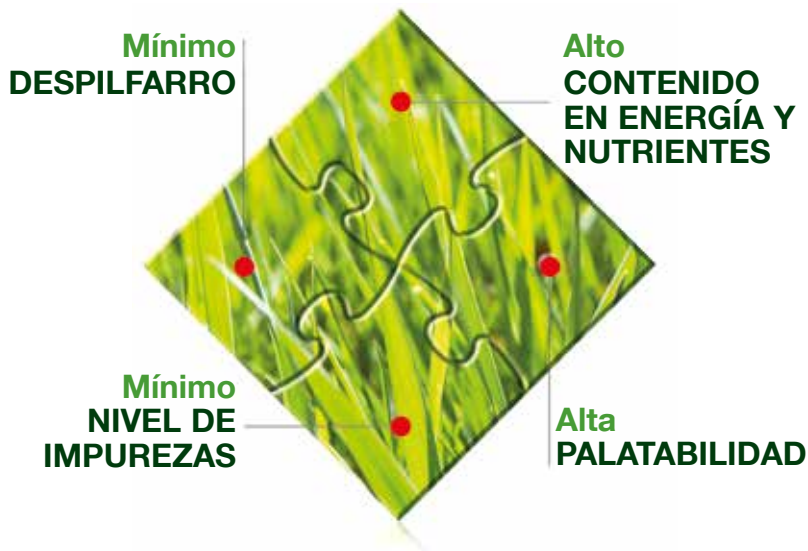 Mínimo
DESPILFARRO
Alto
CONTENIDO
EN ENERGÍA Y
NUTRIENTES
Mínimo
NIVEL DE
IMPUREZAS
Alta
PALATABILIDAD